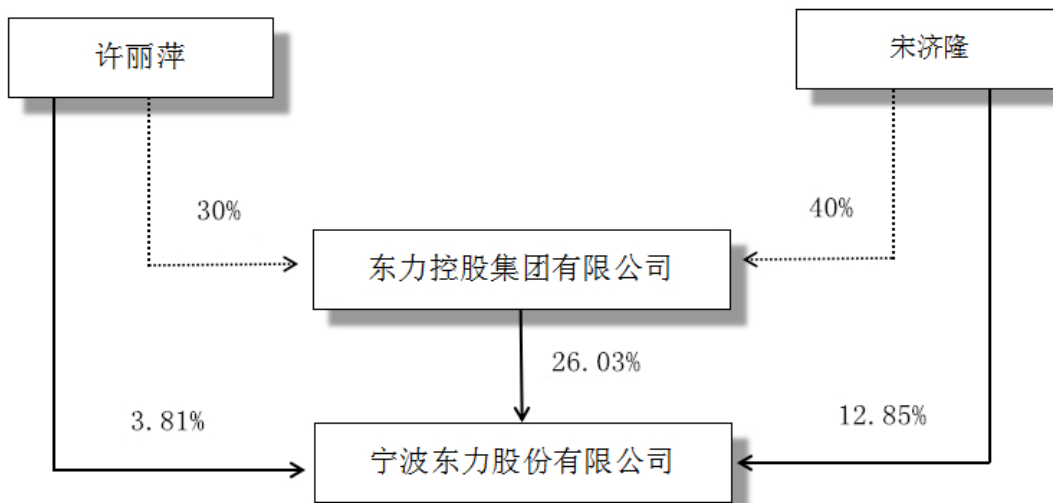 许丽萍
宋济隆
30%
40%
东力控股集团有限公司
26.03%
3.81%
12.85%
宁波东力股份有限公司